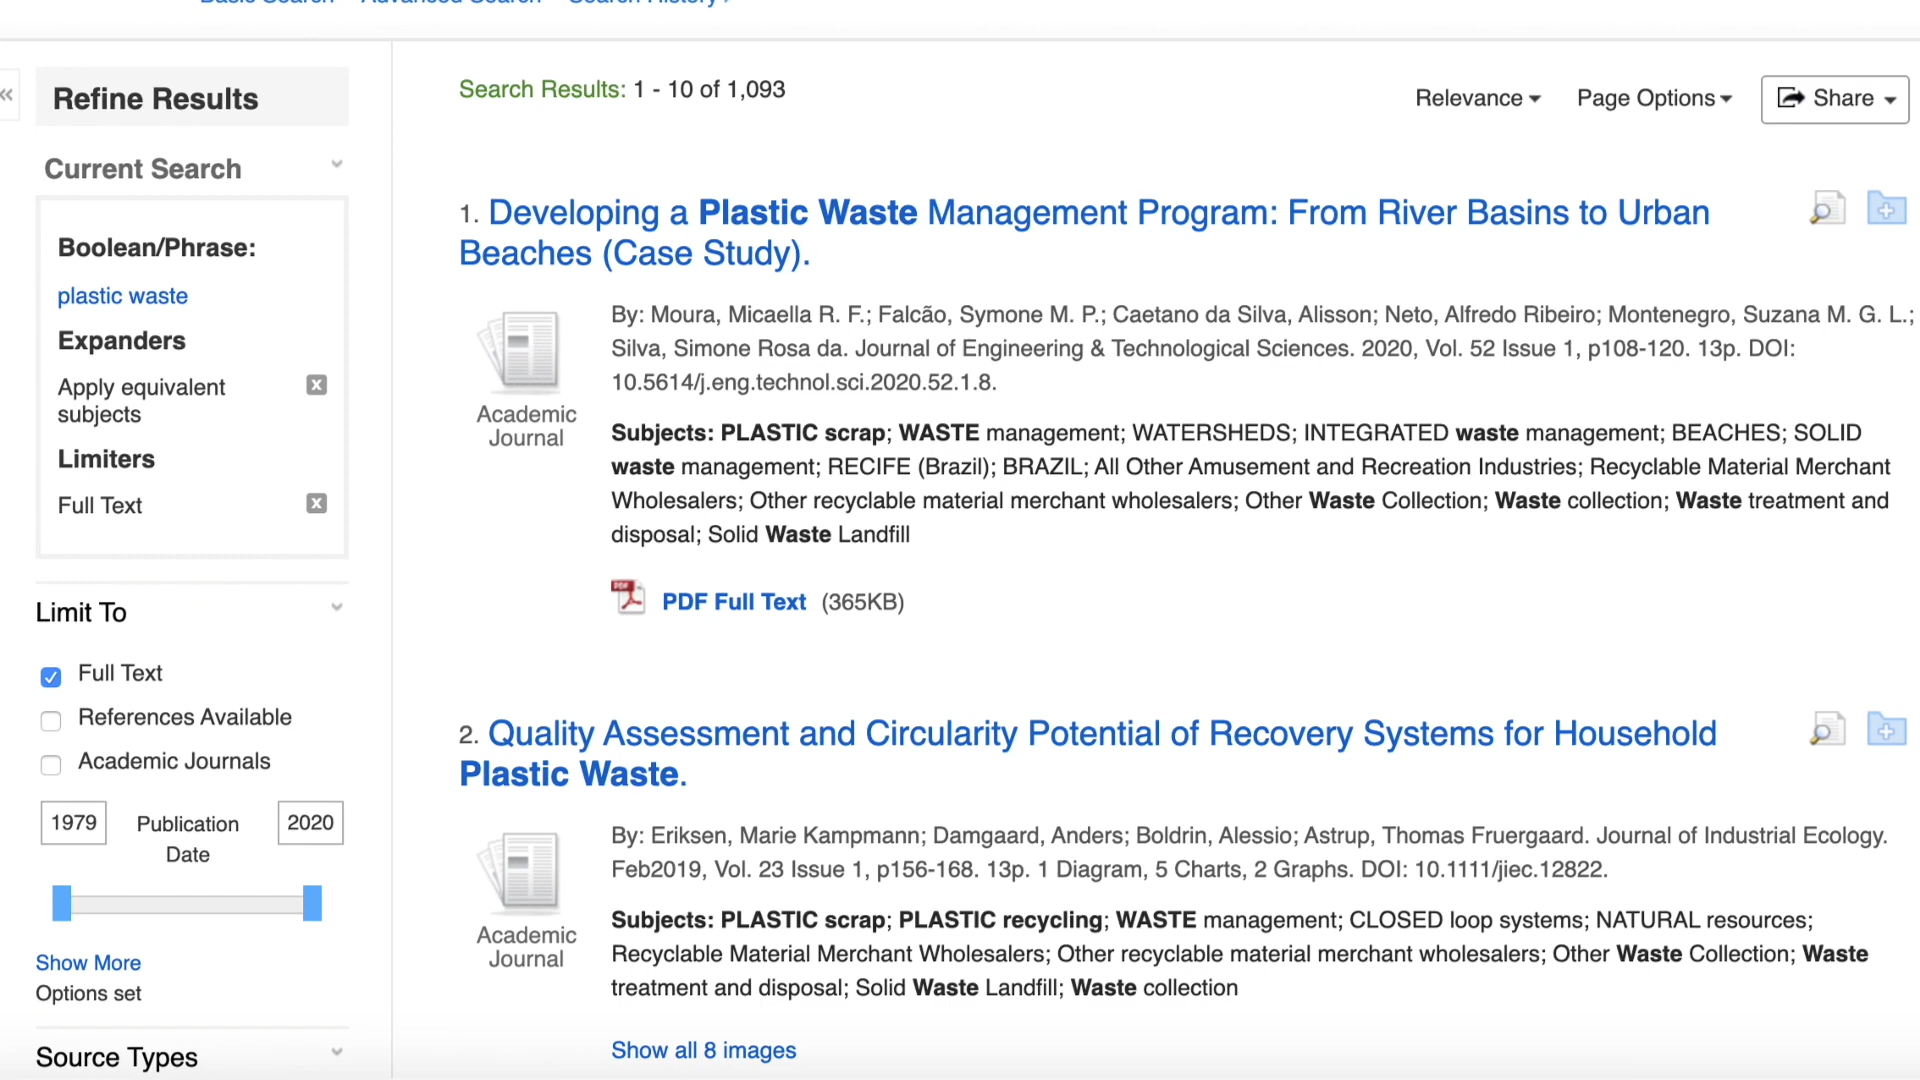 Basic Search Advanced Search Search History
«
Refine Results
Current Search
Boolean/Phrase:
plastic waste
Expanders
Apply equivalent
subjects
Limiters
Full Text
Limit To
Full Text
References Available
Academic Journals
1979 Publication 2020
Date
Show More
Options set
Source Types
Search Results: 1 - 10 of 1,093
Relevance Page Options Share
1. Developing a Plastic Waste Management Program: From River Basins to Urban
Beaches (Case Study).
Academic
Journal
By: Moura, Micaella R. F.; Falcão, Symone M. P.; Caetano da Silva, Alisson; Neto, Alfredo Ribeiro; Montenegro, Suzana M. G. L.;
Silva, Simone Rosa da. Journal of Engineering & Technological Sciences. 2020, Vol. 52 Issue 1, p108-120. 13p. DOI:
10.5614/j.eng.technol.sci.2020.52.1.8.
Subjects: PLASTIC scrap; WASTE management; WATERSHEDS; INTEGRATED waste management; BEACHES; SOLID
waste management; RECIFE (Brazil); BRAZIL; All Other Amusement and Recreation Industries; Recyclable Material Merchant
Wholesalers; Other recyclable material merchant wholesalers; Other Waste Collection; Waste collection; Waste treatment and
disposal; Solid Waste Landfill
PDF PDF Full Text (365KB)
2. Quality Assessment and Circularity Potential of Recovery Systems for Household
Plastic Waste.
Academic
Journal
By: Eriksen, Marie Kampmann; Damgaard, Anders; Boldrin, Alessio; Astrup, Thomas Fruergaard. Journal of Industrial Ecology.
Feb2019, Vol. 23 Issue 1, p156-168. 13p. 1 Diagram, 5 Charts, 2 Graphs. DOI: 10.1111/jiec.12822.
Subjects: PLASTIC scrap; PLASTIC recycling; WASTE management; CLOSED loop systems; NATURAL resources;
Recyclable Material Merchant Wholesalers; Other recyclable material merchant wholesalers; Other Waste Collection; Waste
treatment and disposal; Solid Waste Landfill; Waste collection
Show all 8 images